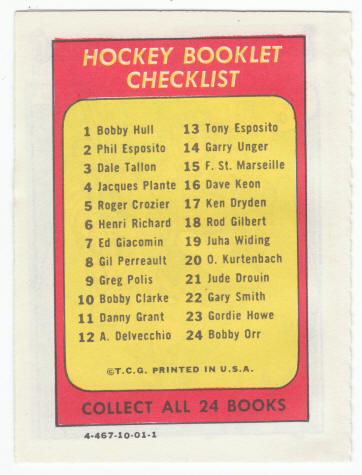 HOCKEY BOOKLET
CHECKLIST
1 Bobby Hull
2 Phil Esposito
3 Dale Tallon
4 Jacques Plante
5 Roger Crozier
6 Henri Richard
7 Ed Giacomin
8 Gil Perreault
9 Greg Polis
10 Bobby Clarke
11 Danny Grant
12 A. Delvecchio
13 Tony Esposito
14 Garry Unger
15 F. St. Marseille
16 Dave Keon
17 Ken Dryden
18 Rod Gilbert
19 Juha Widing
20 O. Kurtenbach
21 Jude Drouin
22 Gary Smith
23 Gordie Howe
24 Bobby Orr
©T.C.G. PRINTED IN U.S.A.
COLLECT ALL 24 BOOKS
4-467-10-01-1